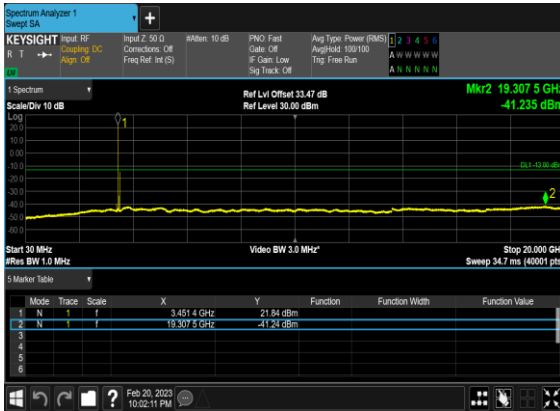 Spectrum Analyzer 1
Swept SA
+
KEYSIGHT Input: RF Input Z: 50 Ω #Atten: 10 dB PNO: Fast Avg Type: Power (RMS) 1 2 3 4 5 6
R T Coupling: DC Corrections: Off Gate: Off Avg|Hold: 100/100 A W W W W W
Align: Off Freq Ref: Int (S) IF Gain: Low Trig: Free Run
Sig Track: Off A N N N N N
1 Spectrum Ref Lvl Offset 33.47 dB Mkr2 19.307 5 GHz
Scale/Div 10 dB Ref Level 30.00 dBm -41.235 dBm
Log
20.0
10.0
0.00
-10.0
-20.0
-30.0
-40.0
-50.0
-60.0
1
DL1 -13.00 dBm
2
Start 30 MHz Video BW 3.0 MHz* Stop 20.000 GHz
#Res BW 1.0 MHz Sweep 34.7 ms (40001 pts)
5 Marker Table
Mode Trace Scale X Y Function Function Width Function Value
1 N 1 f 3.451 4 GHz 21.84 dBm
2 N 1 f 19.307 5 GHz -41.24 dBm
3
4
5
6
? Feb 20, 2023
10:02:11 PM